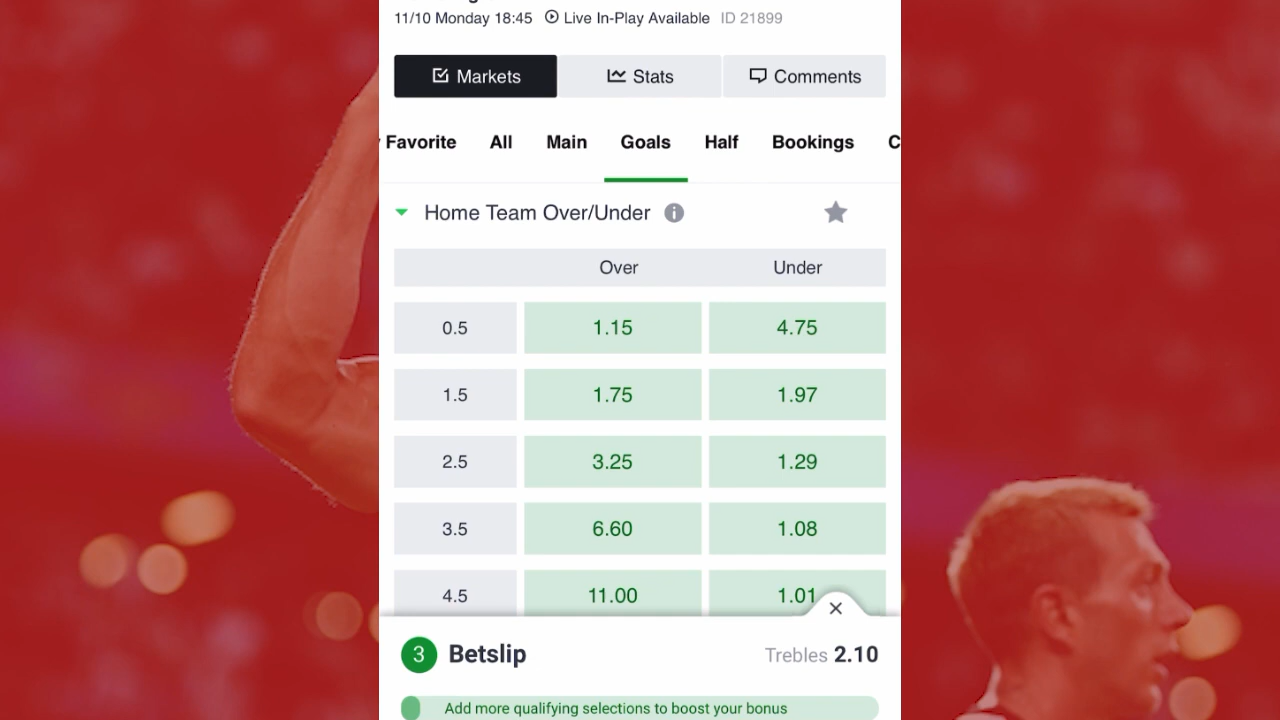 11/10 Monday 18:45 Live In-Play Available ID 21899
Markets Stats Comments
Favorite All Main Goals Half Bookings C
Home Team Over/Under
Over Under
0.5 1.15 4.75
1.5 1.75 1.97
2.5 3.25 1.29
3.5 6.60 1.08
4.5 11.00 1.01
3 Betslip Trebles 2.10
Add more qualifying selections to boost your bonus